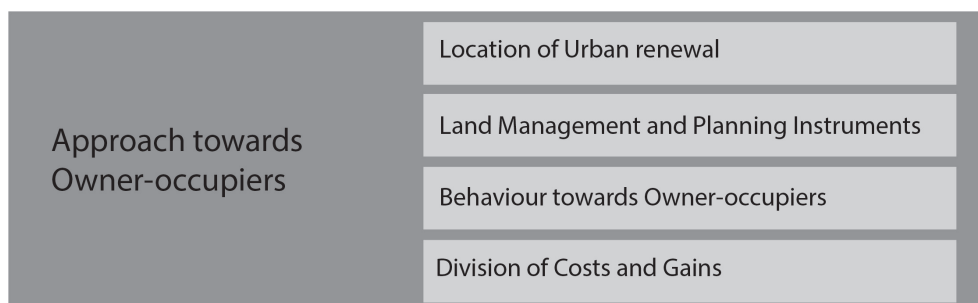 Approach towards
Owner-occupiers
Location of Urban renewal
Land Management and Planning Instruments
Behaviour towards Owner-occupiers
Division of Costs and Gains